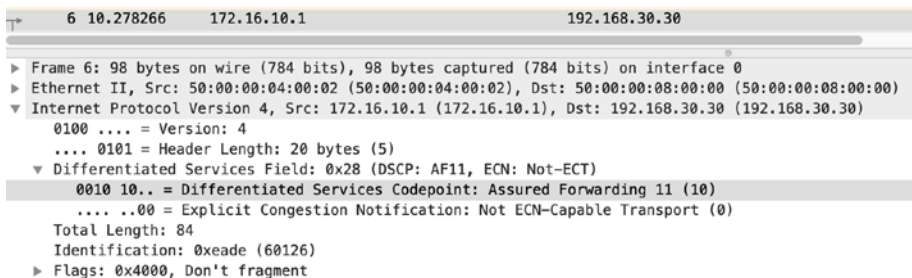 6 10.278266 172.16.10.1 192.168.30.30
Frame 6: 98 bytes on wire (784 bits), 98 bytes captured (784 bits) on interface 0
Ethernet II, Src: 50:00:00:04:00:02 (50:00:00:04:00:02), Dst: 50:00:00:08:00:00 (50:00:00:08:00:00)
Internet Protocol Version 4, Src: 172.16.10.1 (172.16.10.1), Dst: 192.168.30.30 (192.168.30.30)
0100 .... = Version: 4
.... 0101 = Header Length: 20 bytes (5)
Differentiated Services Field: 0x28 (DSCP: AF11, ECN: Not-ECT)
0010 10.. = Differentiated Services Codepoint: Assured Forwarding 11 (10)
.... ..00 = Explicit Congestion Notification: Not ECN-Capable Transport (0)
Total Length: 84
Identification: 0xeade (60126)
Flags: 0x4000, Don't fragment